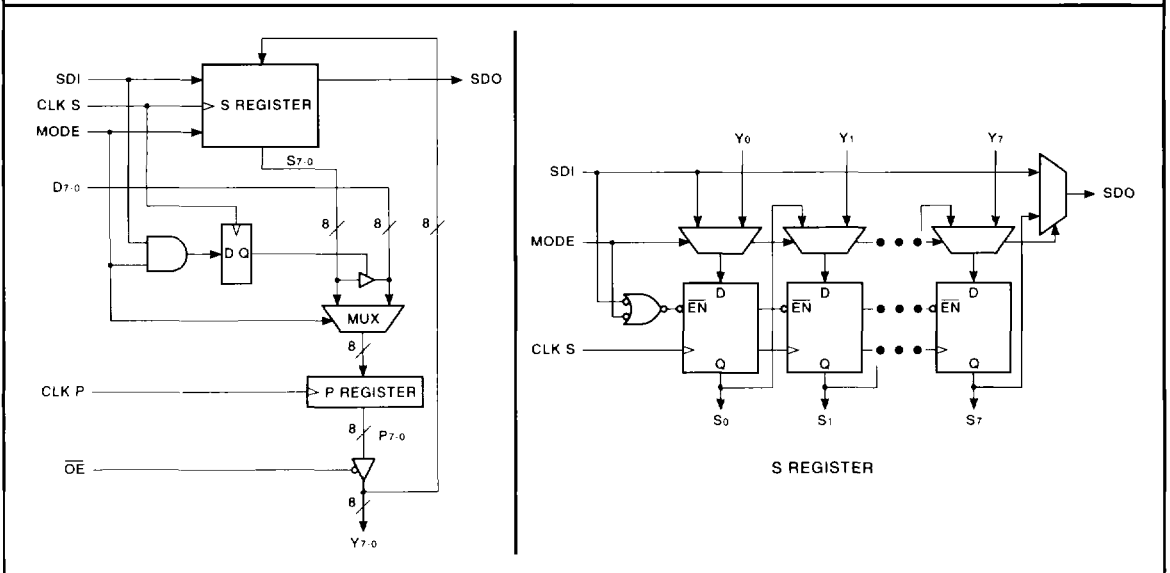 SDI
CLK S
MODE
S REGISTER
SDO
S7-0
D7-0
8
8
8
D Q
MUX
8
CLK P
P REGISTER
8
P7-0
OE
8
Y7-0
Y0
Y1
Y7
SDI
SDO
MODE
D
D
D
EN
EN
EN
CLK S
Q
Q
Q
S0
S1
S7
S REGISTER